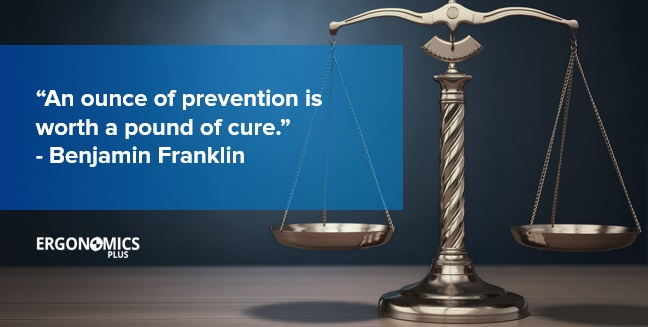 “An ounce of prevention is
worth a pound of cure.”
- Benjamin Franklin
ERGONOMICS
PLUS